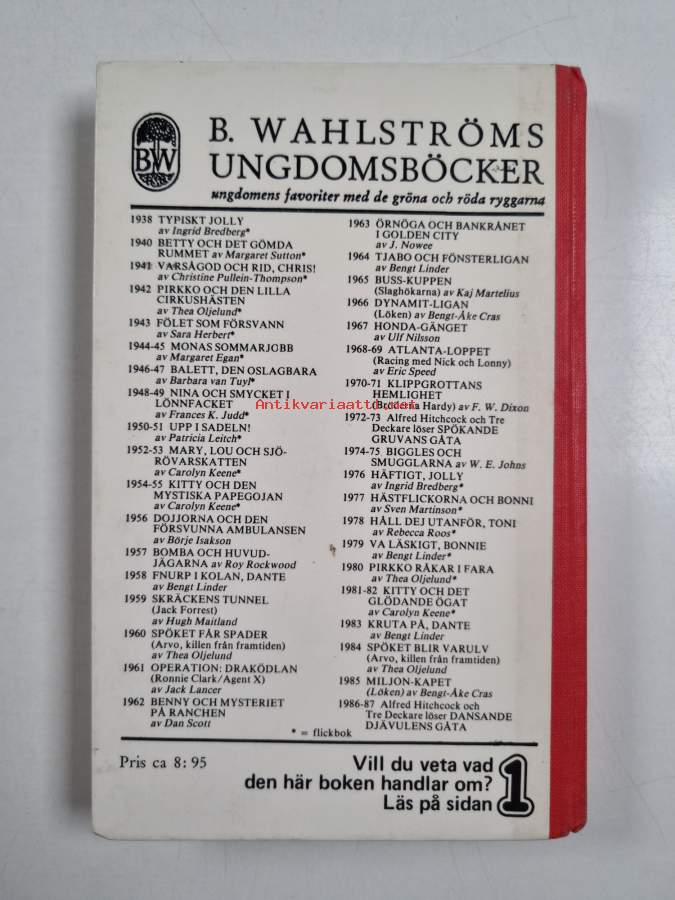 BW
B. WAHLSTRÖMS
UNGDOMSBÖCKER
ungdomens favoriter med de gröna och röda ryggarna
1938 TYPISKT JOLLY
av Ingrid Bredberg*
1940 BETTY OCH DET GÖMDA
RUMMET av Margaret Sutton*
1941 VARSÅGOD OCH RID, CHRIS!
av Christine Pullein-Thompson*
1942 PIRKKO OCH DEN LILLA
CIRKUSHÄSTEN
av Thea Oljelund*
1943 FÖLET SOM FÖRSVANN
av Sara Herbert*
1944-45 MONAS SOMMARJOBB
av Margaret Egan*
1946-47 BALETT, DEN OSLAGBARA
av Barbara van Tuyl*
1948-49 NINA OCH SMYCKET I
LÖNNFACKET
av Frances K. Judd*
1950-51 UPP I SADELN!
av Patricia Leitch*
1952-53 MARY, LOU OCH SJÖ-
RÖVARSKATTEN
av Carolyn Keene*
1954-55 KITTY OCH DEN
MYSTISKA PAPEGOJAN
av Carolyn Keene*
1956 DOJJORNA OCH DEN
FÖRSVUNNA AMBULANSEN
av Börje Isakson
1957 BOMBA OCH HUVUD-
JÄGARNA av Roy Rockwood
1958 FNURP I KOLAN, DANTE
av Bengt Linder
1959 SKRÄCKENS TUNNEL
(Jack Forrest)
av Hugh Maitland
1960 SPÖKET FÅR SPADER
(Arvo, killen från framtiden)
av Thea Oljelund
1961 OPERATION: DRAKÖDLAN
(Ronnie Clark/Agent X)
av Jack Lancer
1962 BENNY OCH MYSTERIET
PÅ RANCHEN
av Dan Scott
1963 ÖRNÖGA OCH BANKRÅNET
I GOLDEN CITY
av J. Nowee
1964 TJABO OCH FÖNSTERLIGAN
av Bengt Linder
1965 BUSS-KUPPEN
(Slaghökarna) av Kaj Martelius
1966 DYNAMIT-LIGAN
(Löken) av Bengt-Åke Cras
1967 HONDA-GÄNGET
av Ulf Nilsson
1968-69 ATLANTA-LOPPET
(Racing med Nick och Lonny)
av Eric Speed
1970-71 KLIPPGROTTANS
HEMLIGHET
(Bröderna Hardy) av F. W. Dixon
1972-73 Alfred Hitchcock och Tre
Deckare löser SPÖKANDE
GRUVANS GÅTA
1974-75 BIGGLES OCH
SMUGGLARNA av W. E. Johns
1976 HÄFTIGT, JOLLY
av Ingrid Bredberg*
1977 HÄSTFLICKORNA OCH BONNI
av Sven Martinson*
1978 HÅLL DEJ UTANFÖR, TONI
av Rebecca Roos*
1979 VA LÄSKIGT, BONNIE
av Bengt Linder*
1980 PIRKKO RÅKAR I FARA
av Thea Oljelund*
1981-82 KITTY OCH DET
GLÖDANDE ÖGAT
av Carolyn Keene*
1983 KRUTA PÅ, DANTE
av Bengt Linder
1984 SPÖKET BLIR VARULV
(Arvo, killen från framtiden)
av Thea Oljelund
1985 MILJON-KAPET
(Löken) av Bengt-Åke Cras
1986-87 Alfred Hitchcock och
Tre Deckare löser DANSANDE
DJÄVULENS GÅTA
* = flickbok
Pris ca 8:95
Vill du veta vad
den här boken handlar om?
Läs på sidan 1